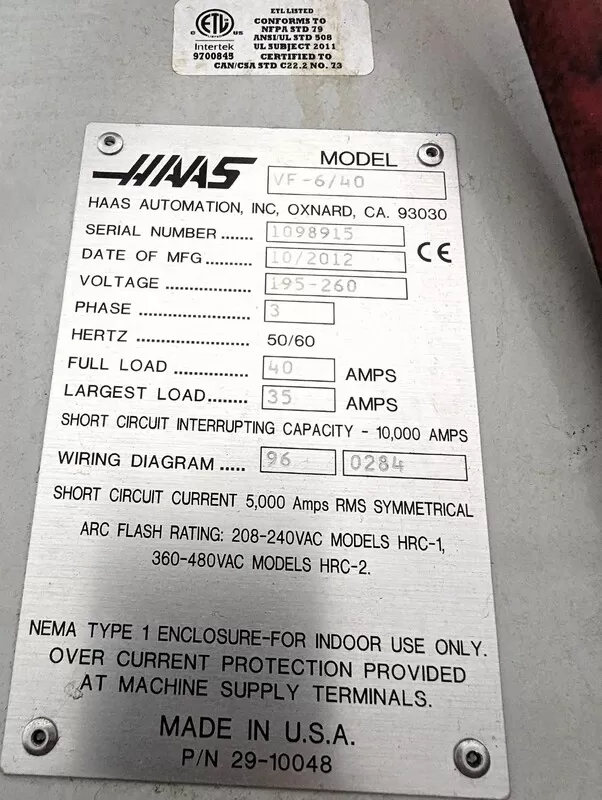 ETL LISTED
CONFORMS TO
NFPA STD 79
ANSI/UL STD 508
UL SUBJECT 2011
CERTIFIED TO
CAN/CSA STD C22.2 NO. 73
ETL
C US
LISTED
Intertek
9700845
HAAS
MODEL
VF-6/40
HAAS AUTOMATION, INC, OXNARD, CA. 93030
SERIAL NUMBER ...... 1098915
DATE OF MFG ......... 10/2012
CE
VOLTAGE ................ 195-260
PHASE .................... 3
HERTZ ..................... 50/60
FULL LOAD .............. 40 AMPS
LARGEST LOAD........ 35 AMPS
SHORT CIRCUIT INTERRUPTING CAPACITY - 10,000 AMPS
WIRING DIAGRAM ..... 96 0284
SHORT CIRCUIT CURRENT 5,000 Amps RMS SYMMETRICAL
ARC FLASH RATING: 208-240VAC MODELS HRC-1,
360-480VAC MODELS HRC-2.
NEMA TYPE 1 ENCLOSURE-FOR INDOOR USE ONLY.
OVER CURRENT PROTECTION PROVIDED
AT MACHINE SUPPLY TERMINALS.
MADE IN U.S.A.
P/N 29-10048